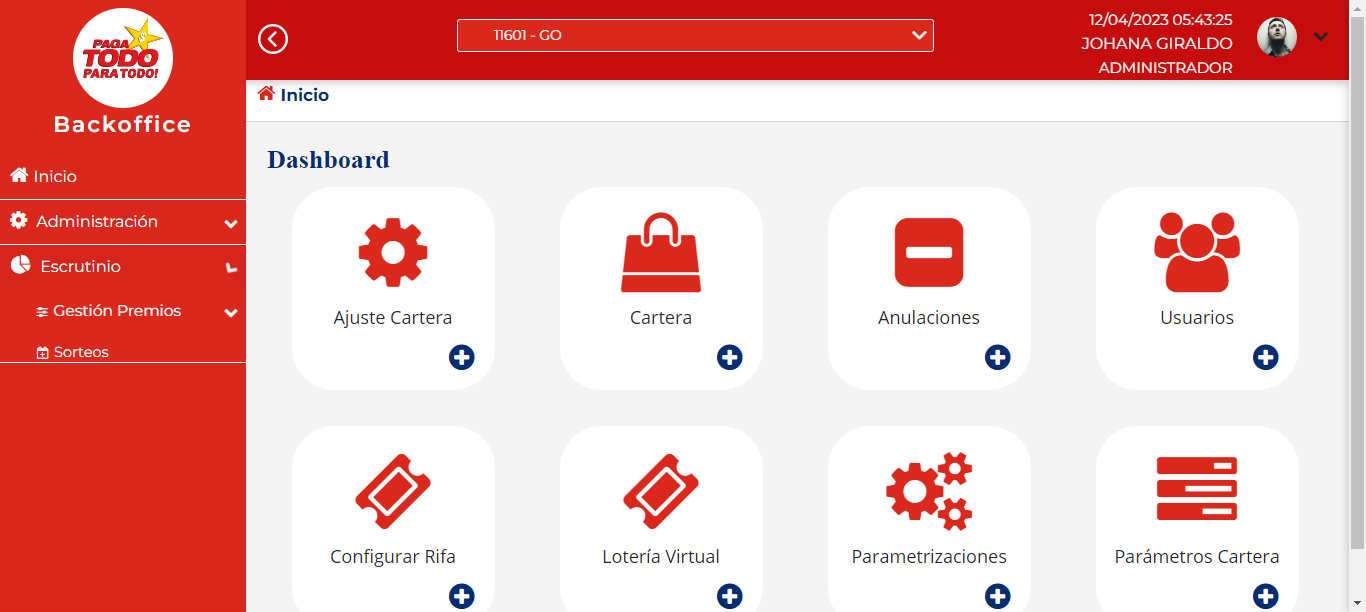 PAGA
TODO
PARA TODO!
Backoffice
Inicio
Administración
Escrutinio
Gestión Premios
Sorteos
11601 - GO
12/04/2023 05:43:25
JOHANA GIRALDO
ADMINISTRADOR
Inicio
Dashboard
Ajuste Cartera
Cartera
Anulaciones
Usuarios
Configurar Rifa
Lotería Virtual
Parametrizaciones
Parámetros Cartera